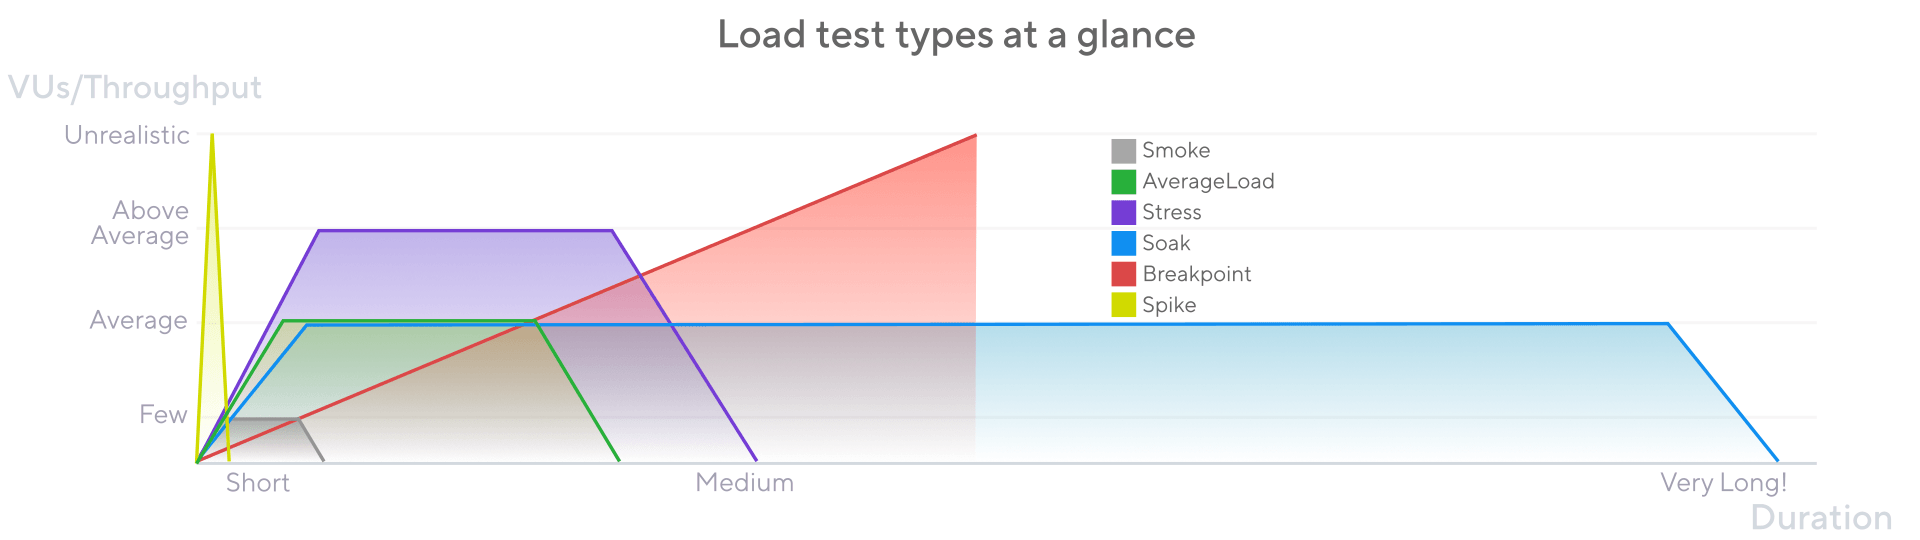 Load test types at a glance
VUs/Throughput
Unrealistic
Above
Average
Average
Few
Smoke
AverageLoad
Stress
Soak
Breakpoint
Spike
Short
Medium
Very Long!
Duration